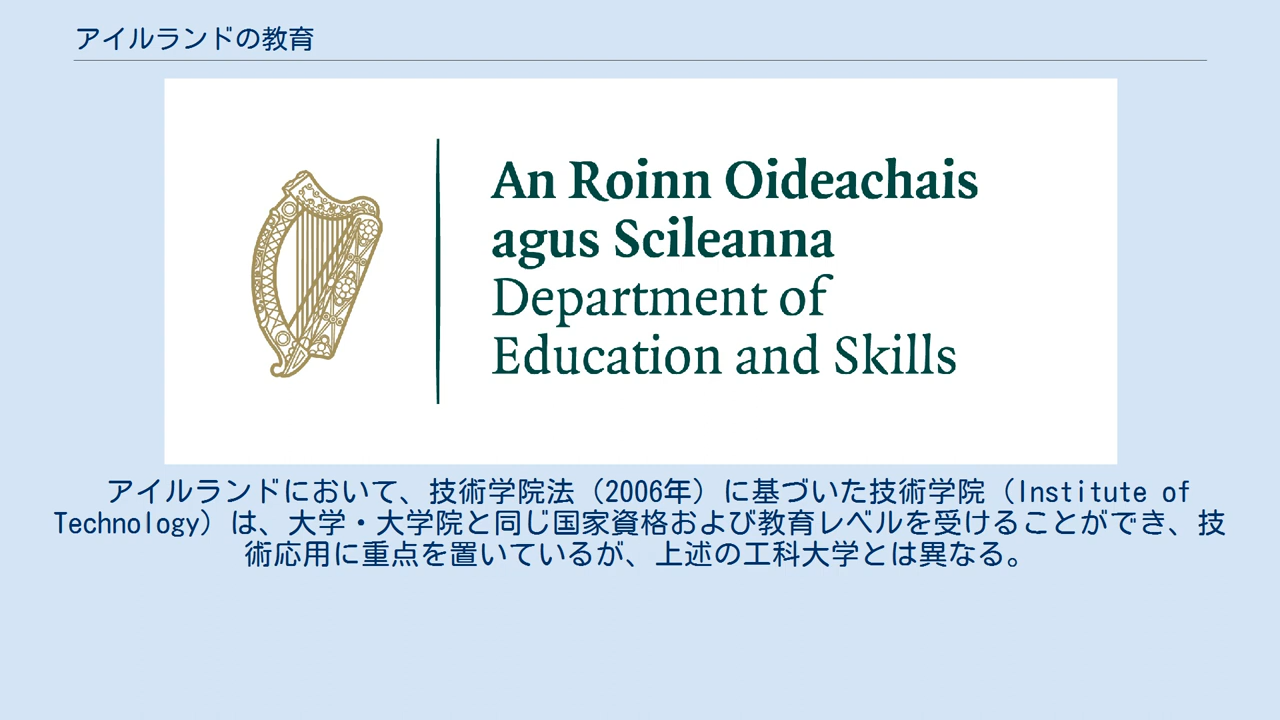 アイルランドの教育
An Roinn Oideachais
agus Scileanna
Department of
Education and Skills
アイルランドにおいて、技術学院法（2006年）に基づいた技術学院（Institute of
Technology）は、大学・大学院と同じ国家資格および教育レベルを受けることができ、技
術応用に重点を置いているが、上述の工科大学とは異なる。